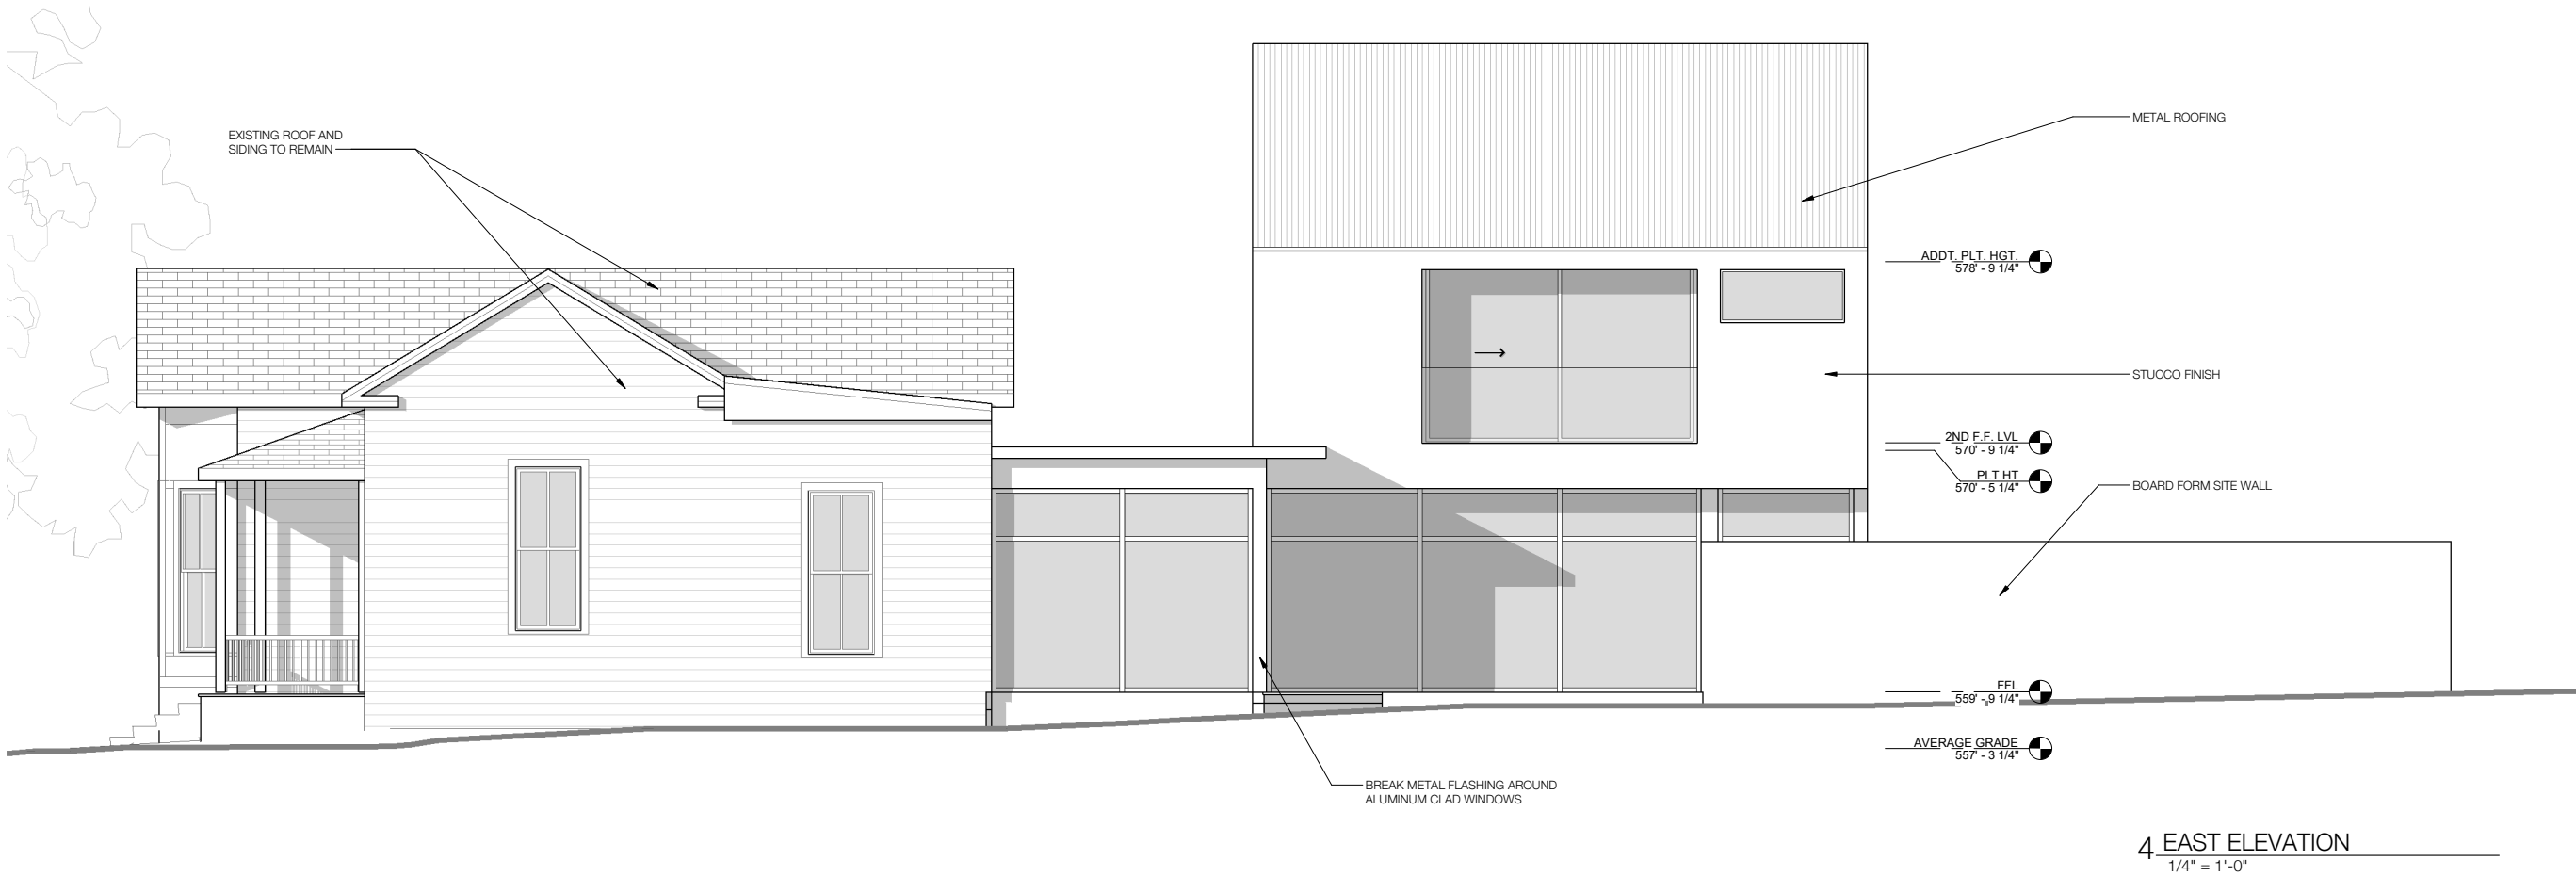 EXISTING ROOF AND
SIDING TO REMAIN
METAL ROOFING
ADDT. PLT. HGT.
578' - 9 1/4"
STUCCO FINISH
2ND F.F. LVL
570' - 9 1/4"
PLT HT
570' - 5 1/4"
BOARD FORM SITE WALL
FFL
559' - 9 1/4"
AVERAGE GRADE
557' - 3 1/4"
BREAK METAL FLASHING AROUND
ALUMINUM CLAD WINDOWS
4 EAST ELEVATION
1/4" = 1'-0"